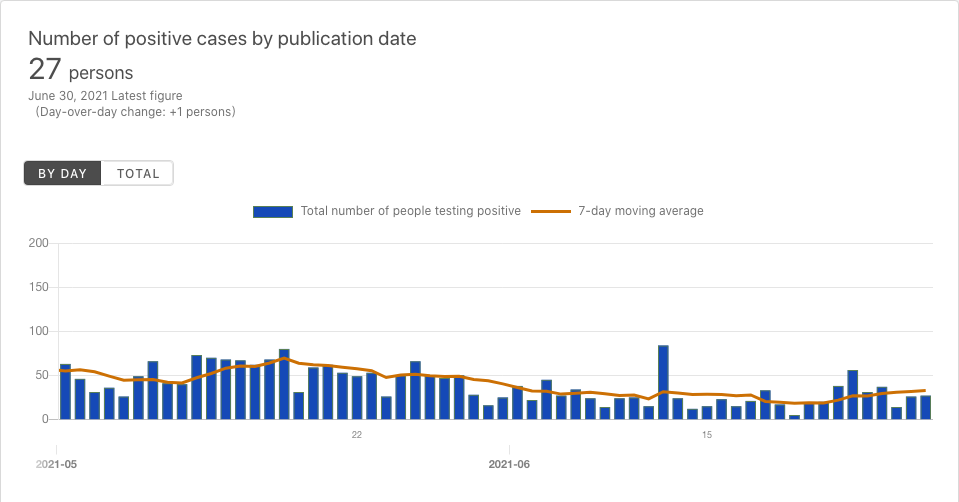 Number of positive cases by publication date
27 persons
June 30, 2021 Latest figure
(Day-over-day change: +1 persons)
BY DAY TOTAL
Total number of people testing positive 7-day moving average
200
150
100
50
0
22 15
2021-05 2021-06